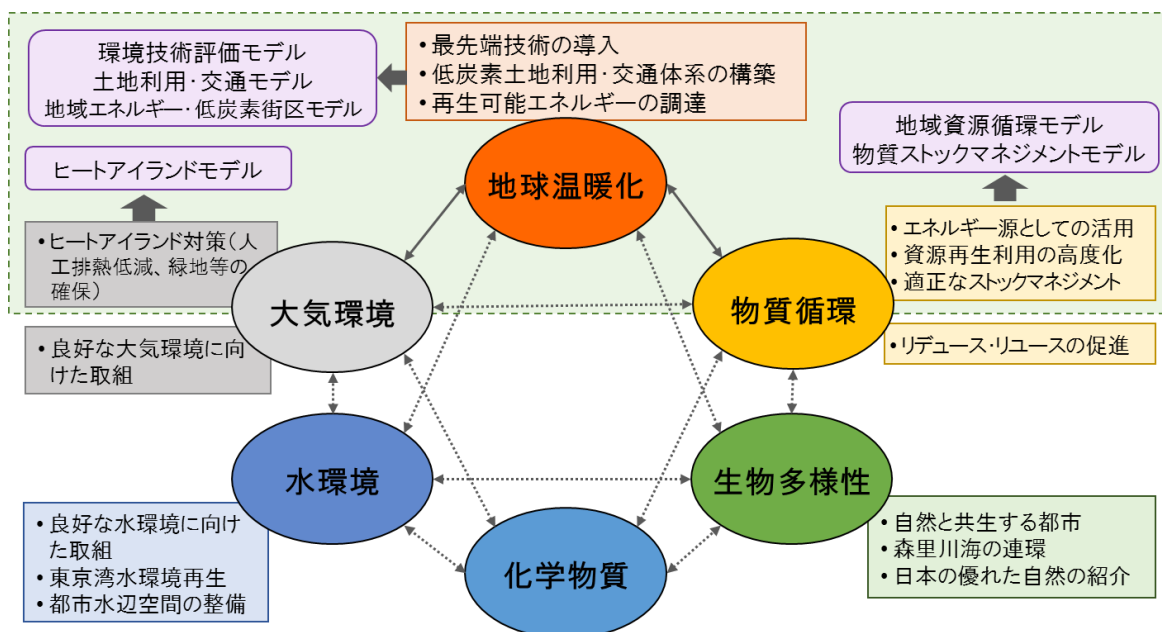 環境技術評価モデル
土地利用・交通モデル
地域エネルギー・低炭素街区モデル
• 最先端技術の導入
• 低炭素土地利用・交通体系の構築
• 再生可能エネルギーの調達
地域資源循環モデル
物質ストックマネジメントモデル
ヒートアイランドモデル
地球温暖化
• ヒートアイランド対策（人
工排熱低減、緑地等の
確保）
• エネルギー源としての活用
• 資源再生利用の高度化
• 適正なストックマネジメント
大気環境
物質循環
• 良好な大気環境に向
けた取組
• リデュース・リユースの促進
水環境
生物多様性
• 良好な水環境に向け
た取組
• 東京湾水環境再生
• 都市水辺空間の整備
化学物質
• 自然と共生する都市
• 森里川海の連環
• 日本の優れた自然の紹介